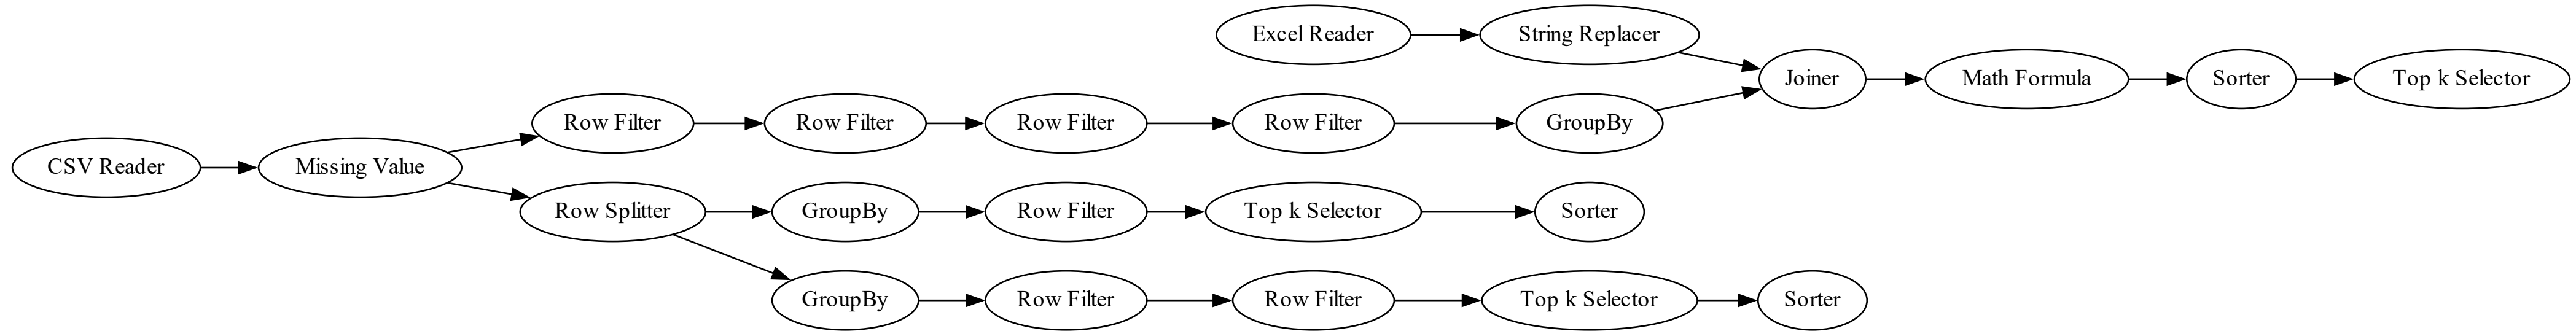 Excel Reader
String Replacer
Joiner
Math Formula
Sorter
Top k Selector
Row Filter
Row Filter
Row Filter
Row Filter
GroupBy
CSV Reader
Missing Value
Row Splitter
GroupBy
Row Filter
Top k Selector
Sorter
GroupBy
Row Filter
Row Filter
Top k Selector
Sorter